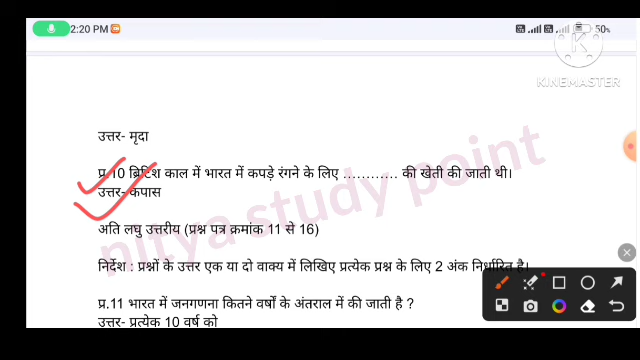 2:20 PM
50%
KINEMASTER
उत्तर- मृदा
प्र.10 ब्रिटिश काल में भारत में कपड़े रंगने के लिए ………… की खेती की जाती थी।
उत्तर- कपास
nitya study point
अति लघु उत्तरीय (प्रश्न पत्र क्रमांक 11 से 16)
निर्देश : प्रश्नों के उत्तर एक या दो वाक्य में लिखिए प्रत्येक प्रश्न के लिए 2 अंक निर्धारित है।
प्र.11 भारत में जनगणना कितने वर्षों के अंतराल में की जाती है ?
उत्तर- प्रत्येक 10 वर्ष को